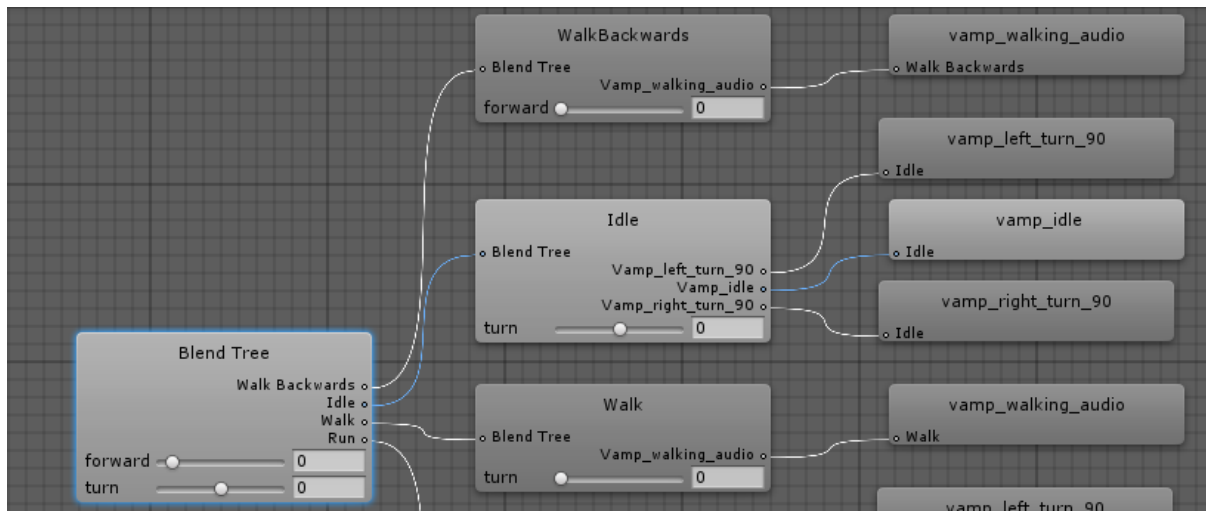 WalkBackwards
Blend Tree
Vamp_walking_audio
forward 0
vamp_walking_audio
Walk Backwards
vamp_left_turn_90
Idle
Idle
Blend Tree
Vamp_left_turn_90
Vamp_idle
Vamp_right_turn_90
turn 0
vamp_idle
Idle
vamp_right_turn_90
Idle
Blend Tree
Walk Backwards
Idle
Walk
Run
forward 0
turn 0
Walk
Blend Tree
Vamp_walking_audio
turn 0
vamp_walking_audio
Walk
vamp_left_turn_90